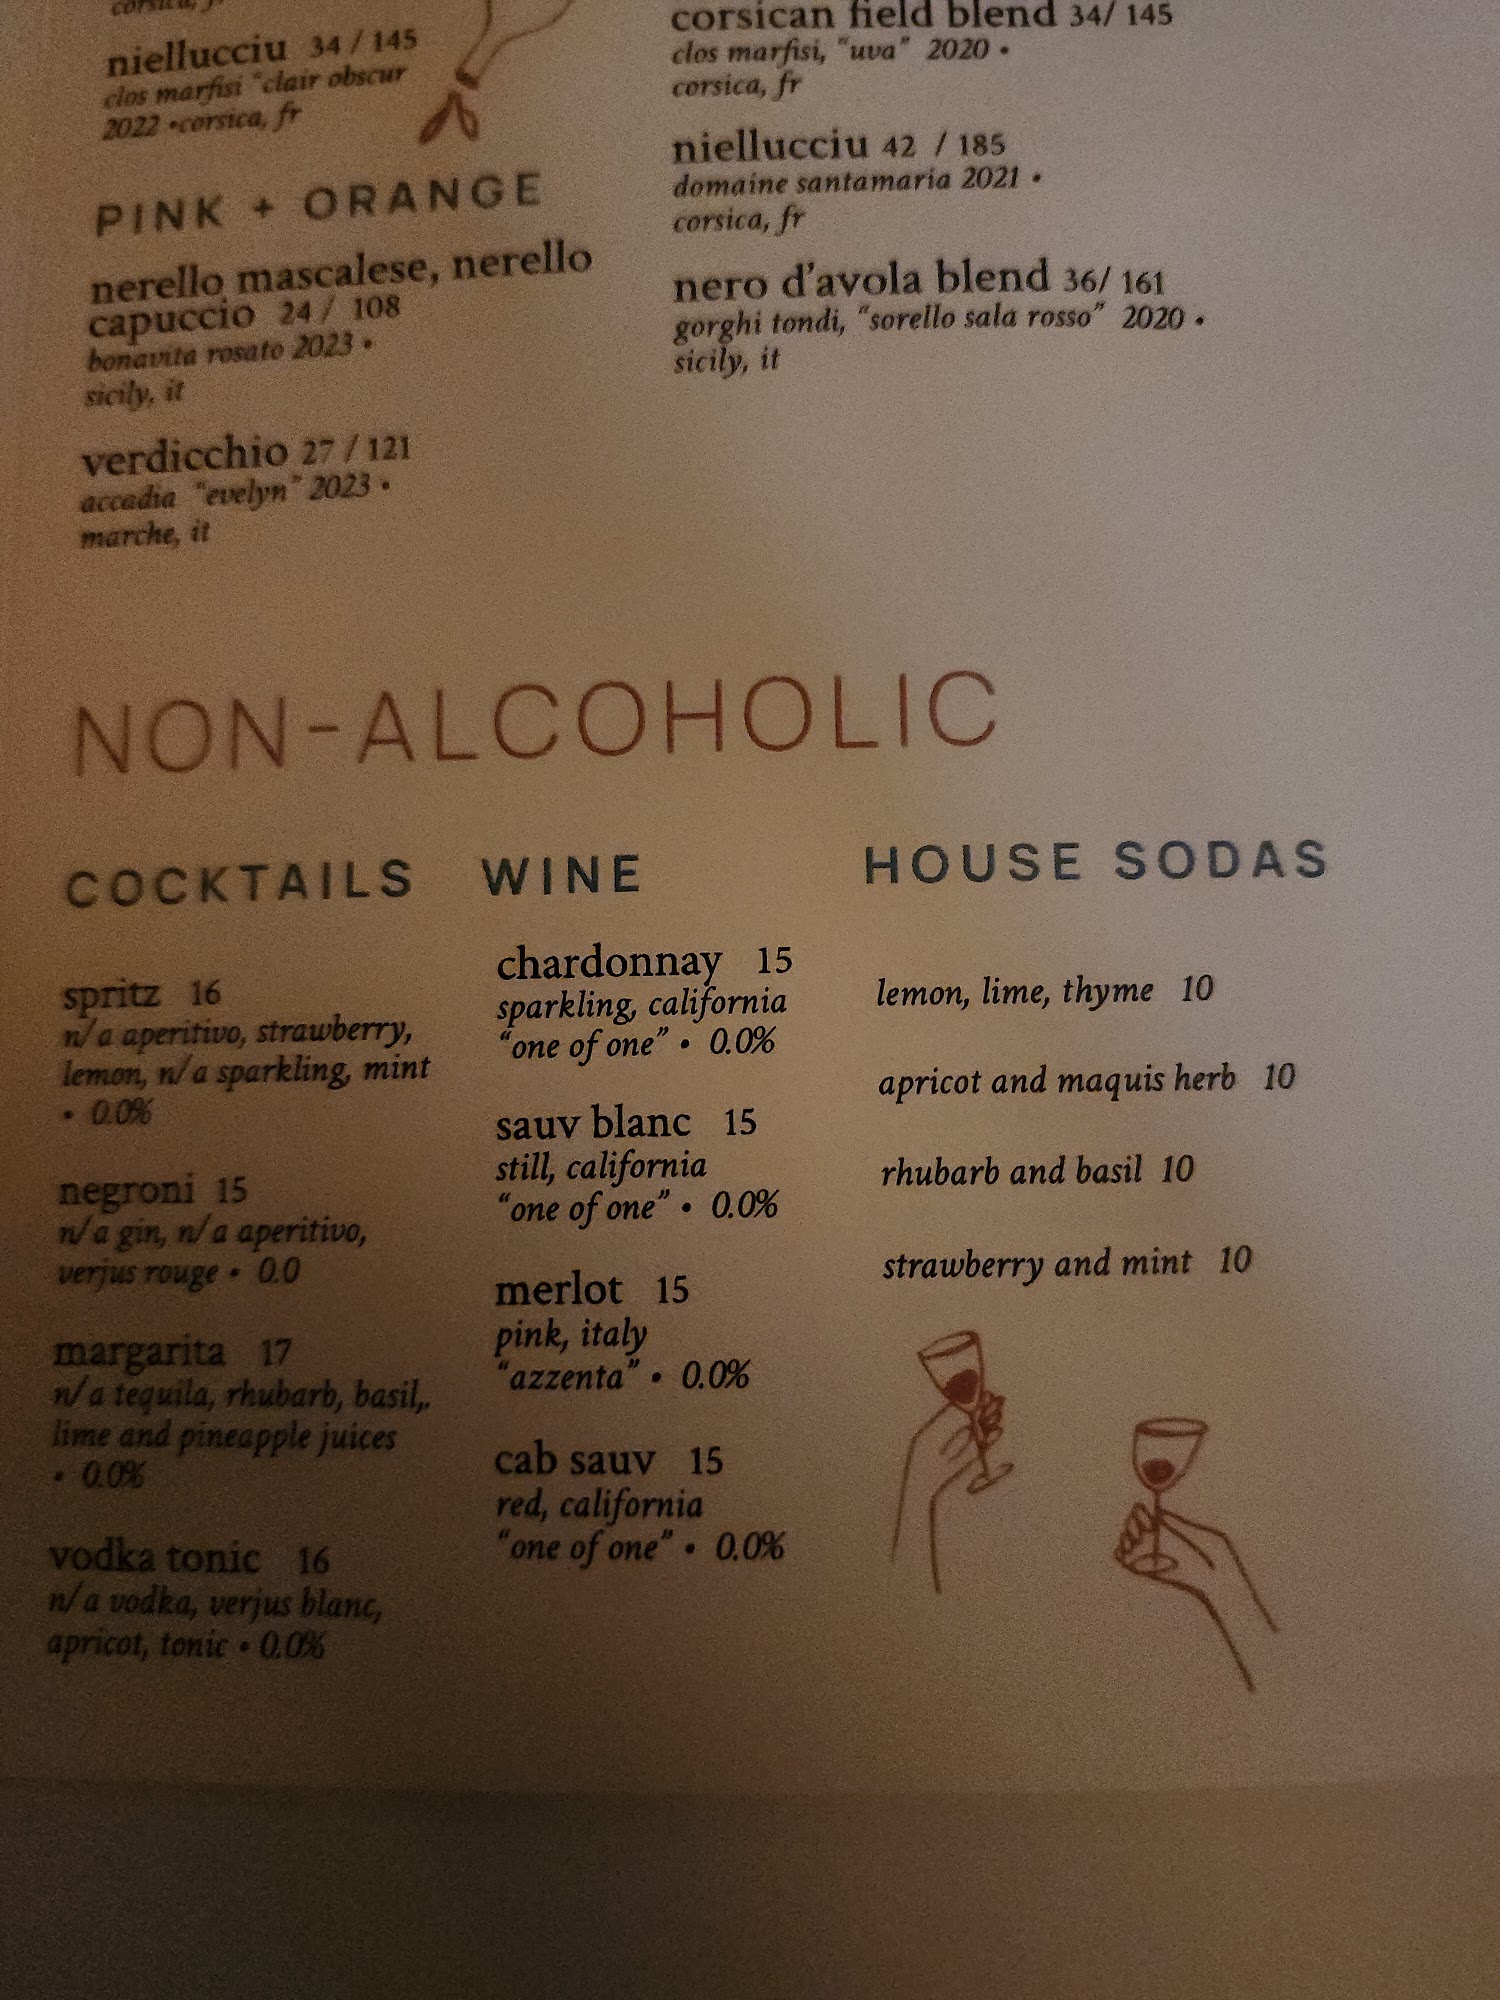 niellucciu 34 / 145
clos marfisi "clair obscur
2022 •corsica, fr
PINK + ORANGE
nerello mascalese, nerello
capuccio 24 / 108
bonavita rosato 2023 •
sicily, it
verdicchio 27 / 121
accadia "evelyn" 2023 •
marche, it
corsican field blend 34/ 145
clos marfisi, "uva" 2020 •
corsica, fr
niellucciu 42 / 185
domaine santamaria 2021 •
corsica, fr
nero d'avola blend 36/ 161
gorghi tondi, "sorello sala rosso" 2020 •
sicily, it
NON-ALCOHOLIC
COCKTAILS
spritz 16
n/a aperitivo, strawberry,
lemon, n/a sparkling, mint
• 0.0%
negroni 15
n/a gin, n/a aperitivo,
verjus rouge • 0.0
margarita 17
n/a tequila, rhubarb, basil,.
lime and pineapple juices
• 0.0%
vodka tonic 16
n/a vodka, verjus blanc,
apricot, tonic • 0.0%
WINE
chardonnay 15
sparkling, california
"one of one" • 0.0%
sauv blanc 15
still, california
"one of one" • 0.0%
merlot 15
pink, italy
"azzenta" • 0.0%
cab sauv 15
red, california
"one of one" • 0.0%
HOUSE SODAS
lemon, lime, thyme 10
apricot and maquis herb 10
rhubarb and basil 10
strawberry and mint 10